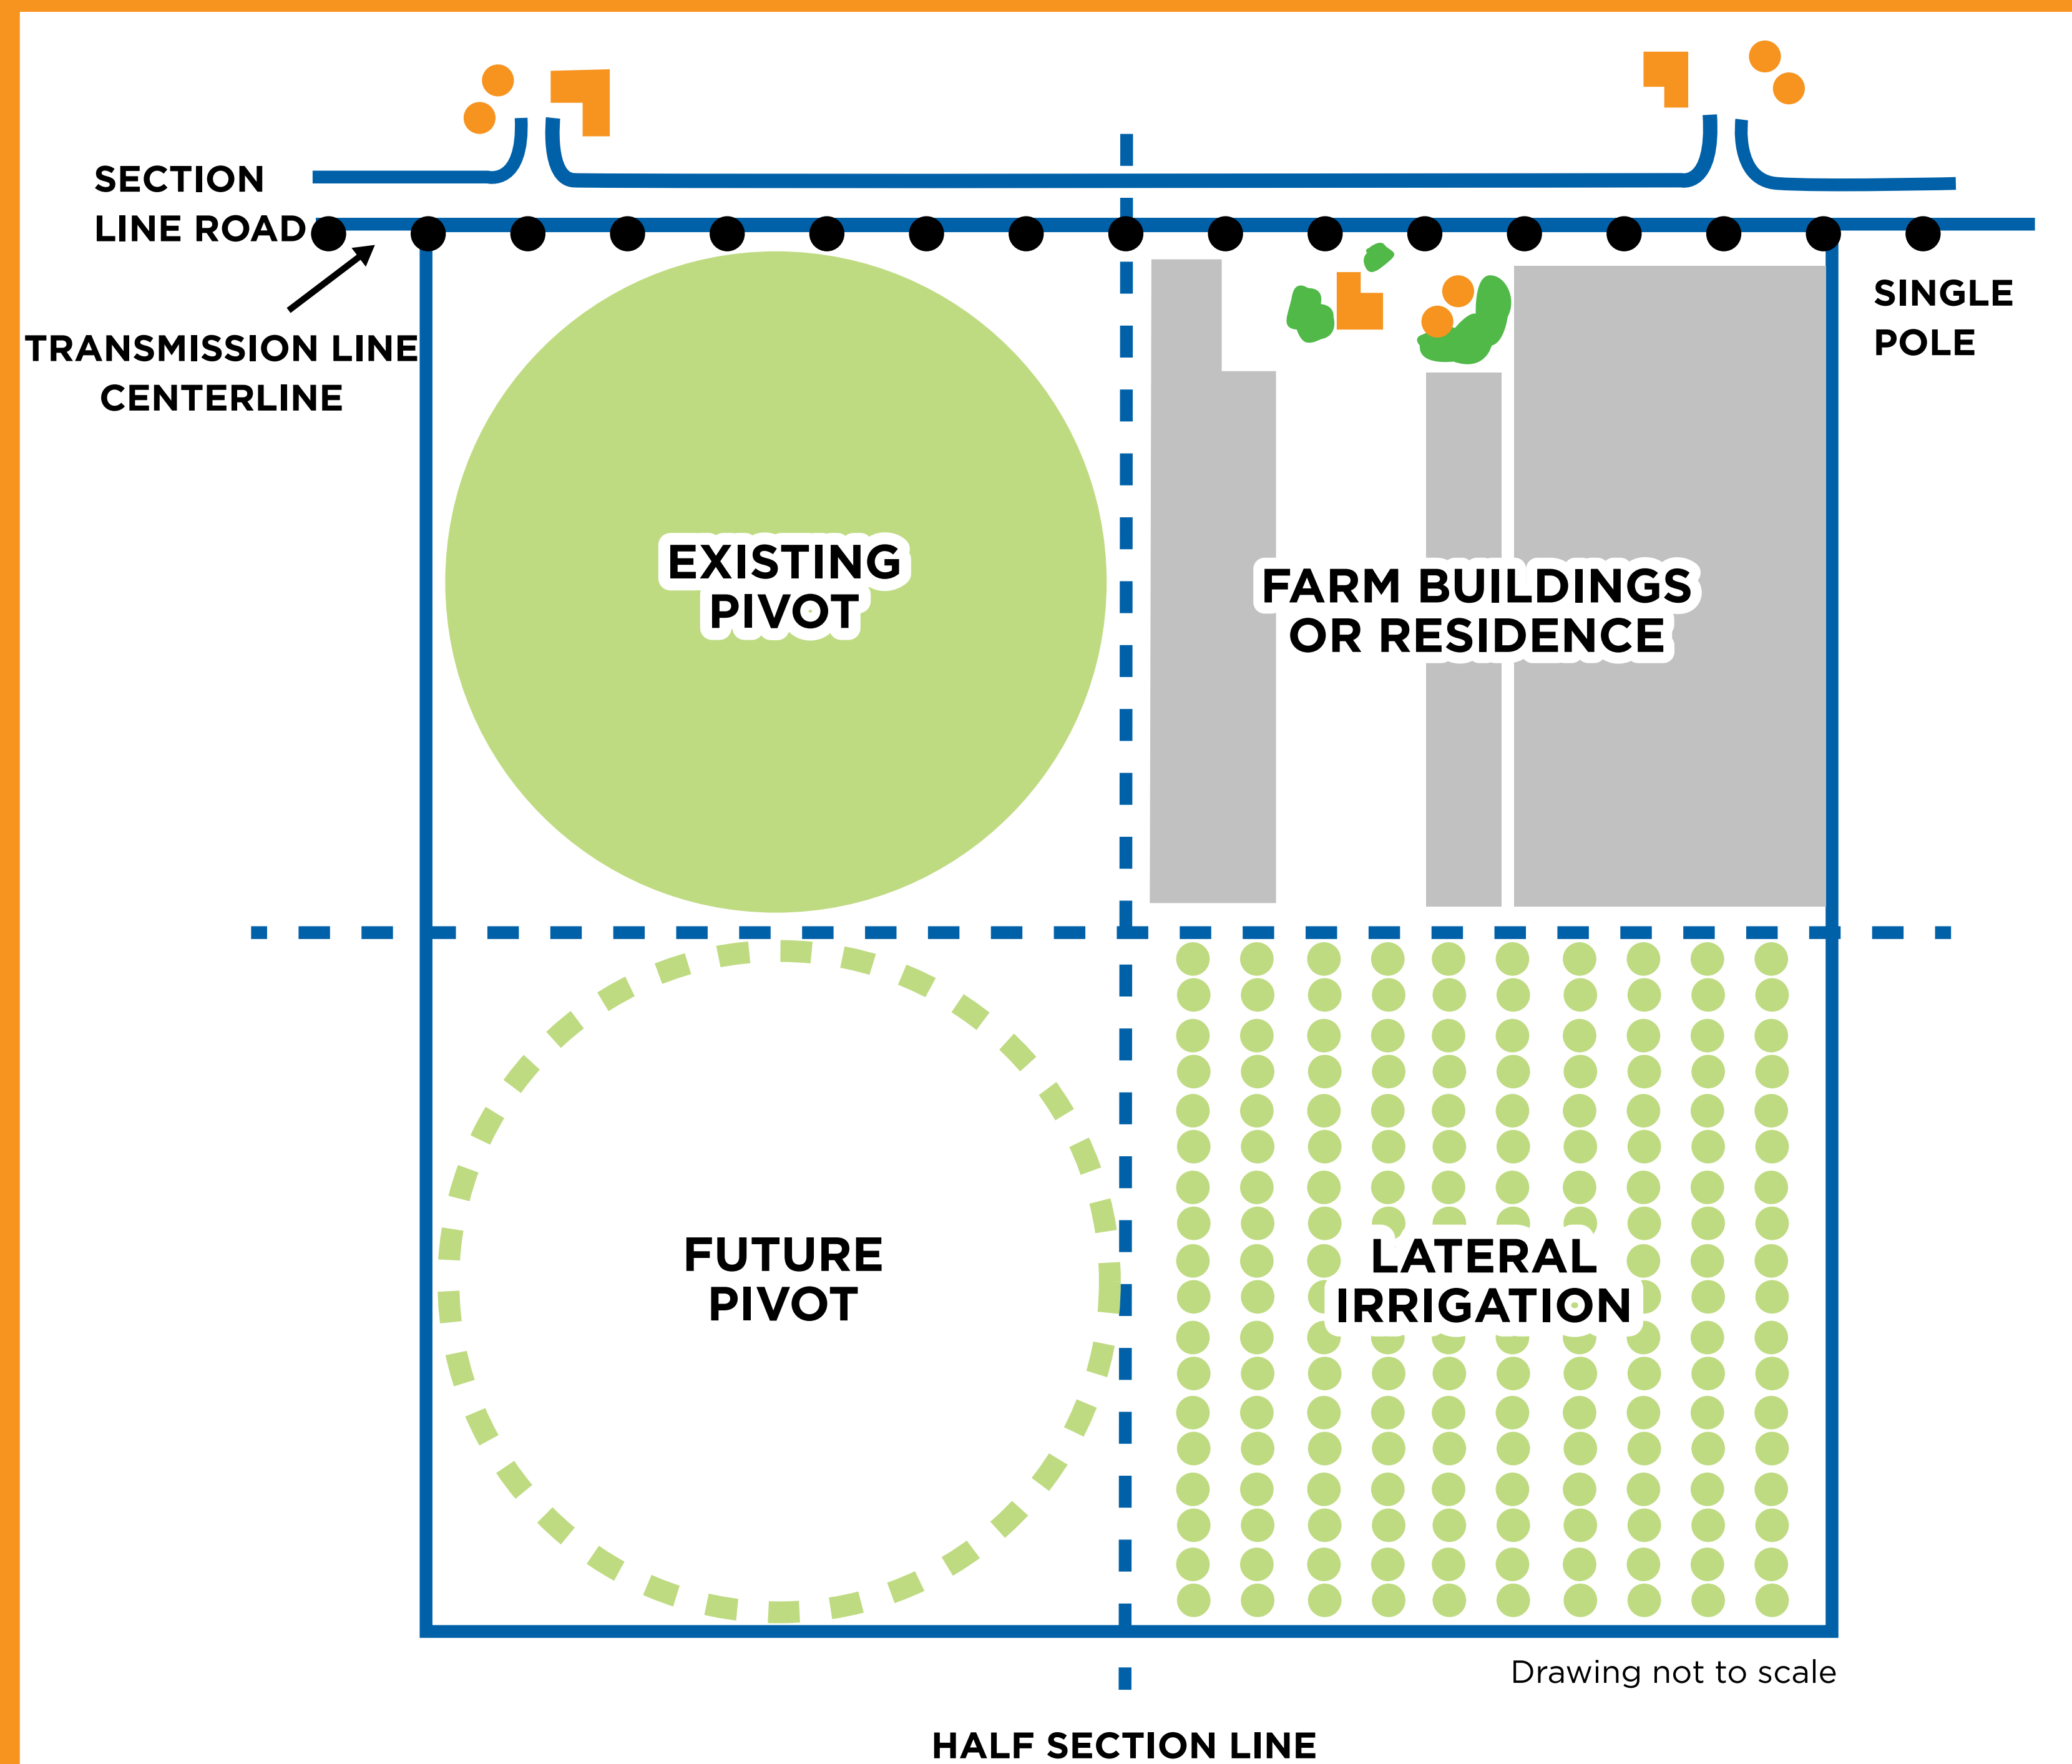 SECTION
LINE ROAD
TRANSMISSION LINE
CENTERLINE
SINGLE
POLE
EXISTING
PIVOT
FARM BUILDINGS
OR RESIDENCE
FUTURE
PIVOT
LATERAL
IRRIGATION
Drawing not to scale
HALF SECTION LINE